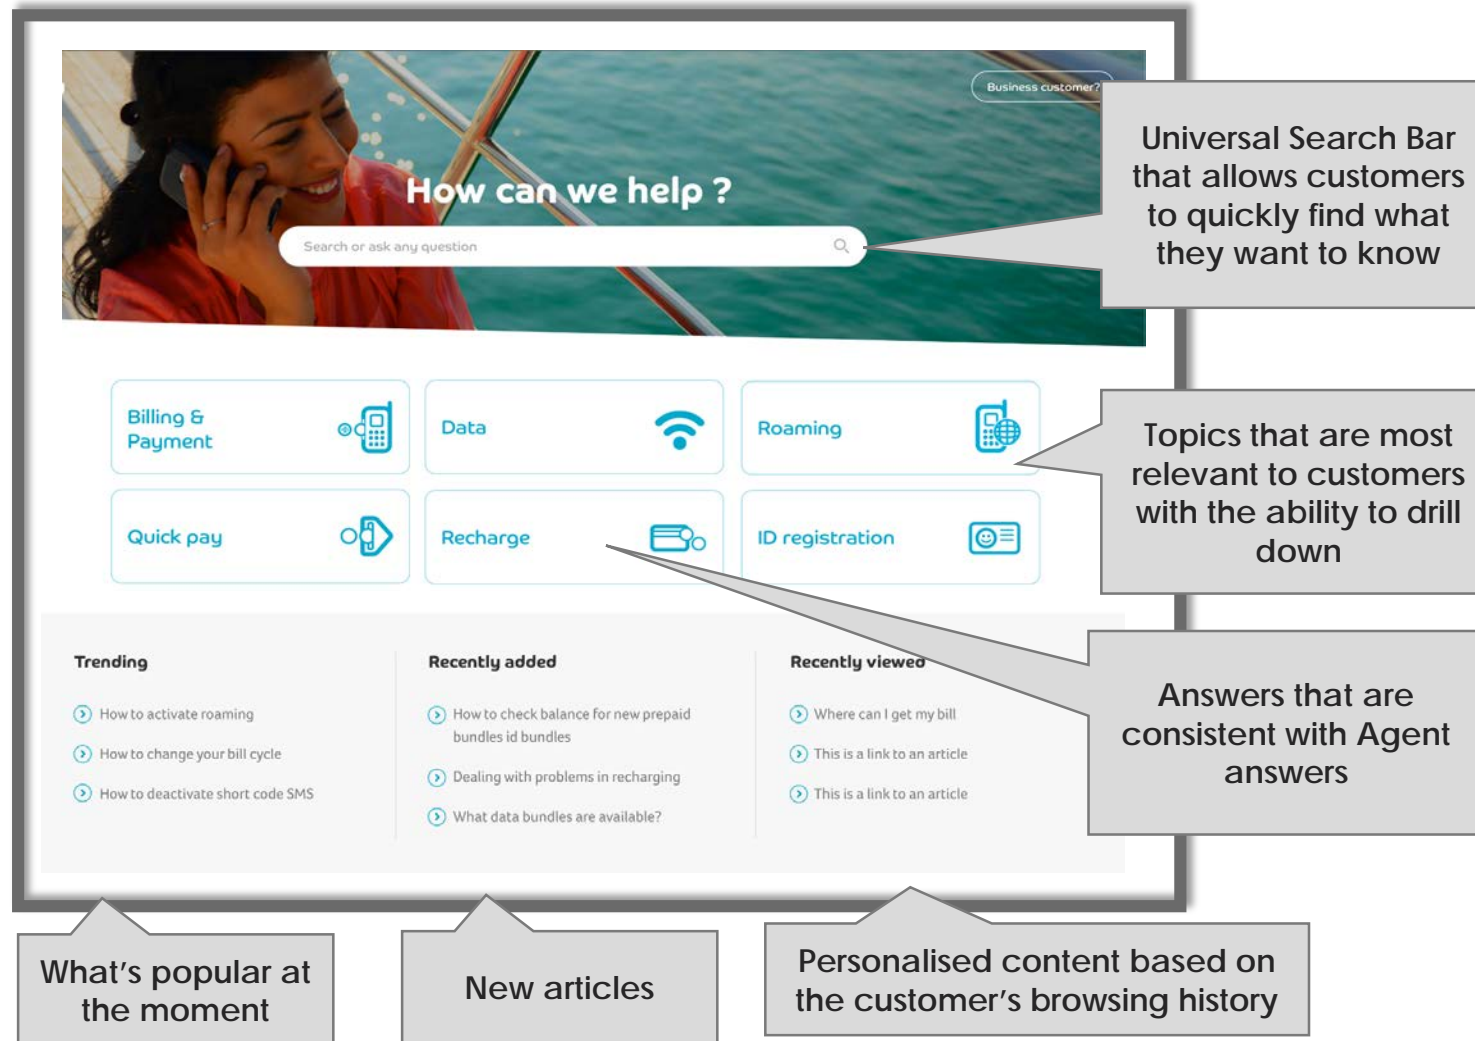 Business customer?
Universal Search Bar
that allows customers
to quickly find what
they want to know
How can we help ?
Search or ask any question
Billing &
Payment
Data
Roaming
Topics that are most
relevant to customers
with the ability to drill
down
Quick pay
Recharge
ID registration
Answers that are
consistent with Agent
answers
Trending
How to activate roaming
How to change your bill cycle
How to deactivate short code SMS
Recently added
How to check balance for new prepaid
bundles id bundles
Dealing with problems in recharging
What data bundles are available?
Recently viewed
Where can I get my bill
This is a link to an article
This is a link to an article
What's popular at
the moment
New articles
Personalised content based on
the customer's browsing history